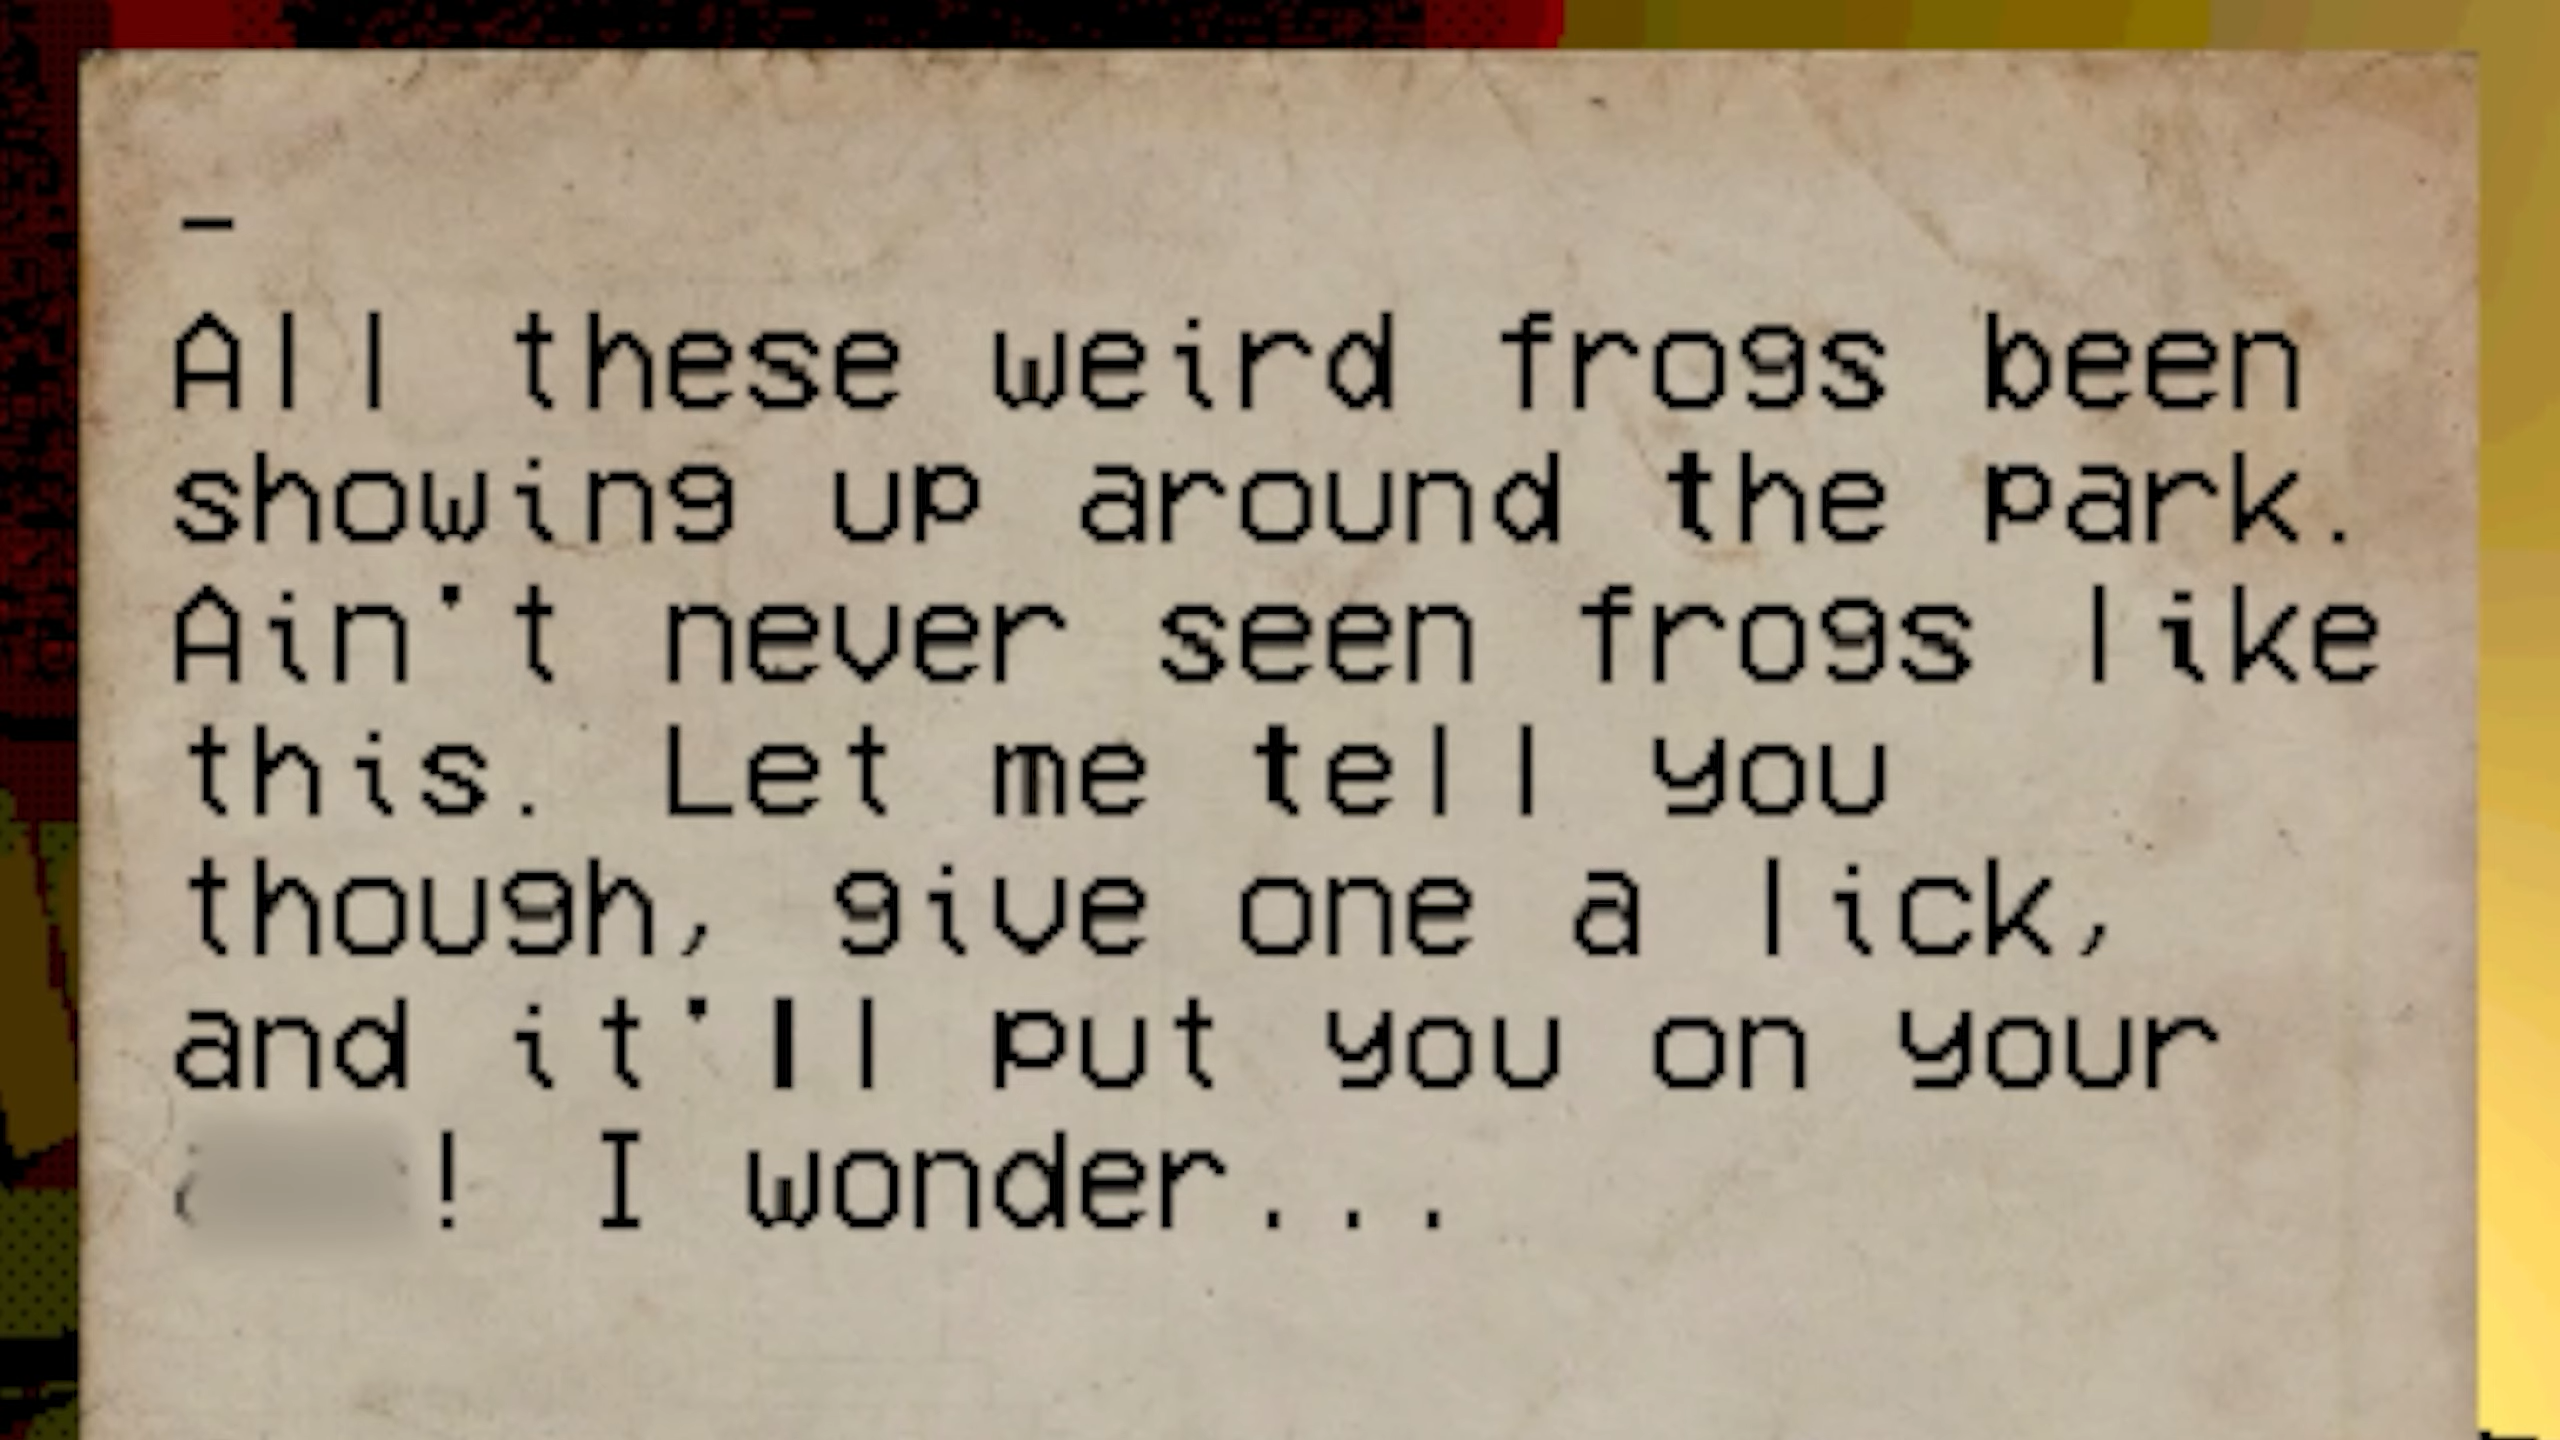 -
All these weird frogs been
showing up around the park.
Ain't never seen frogs like
this. Let me tell you
though, give one a lick,
and it'll put you on your
! I wonder...